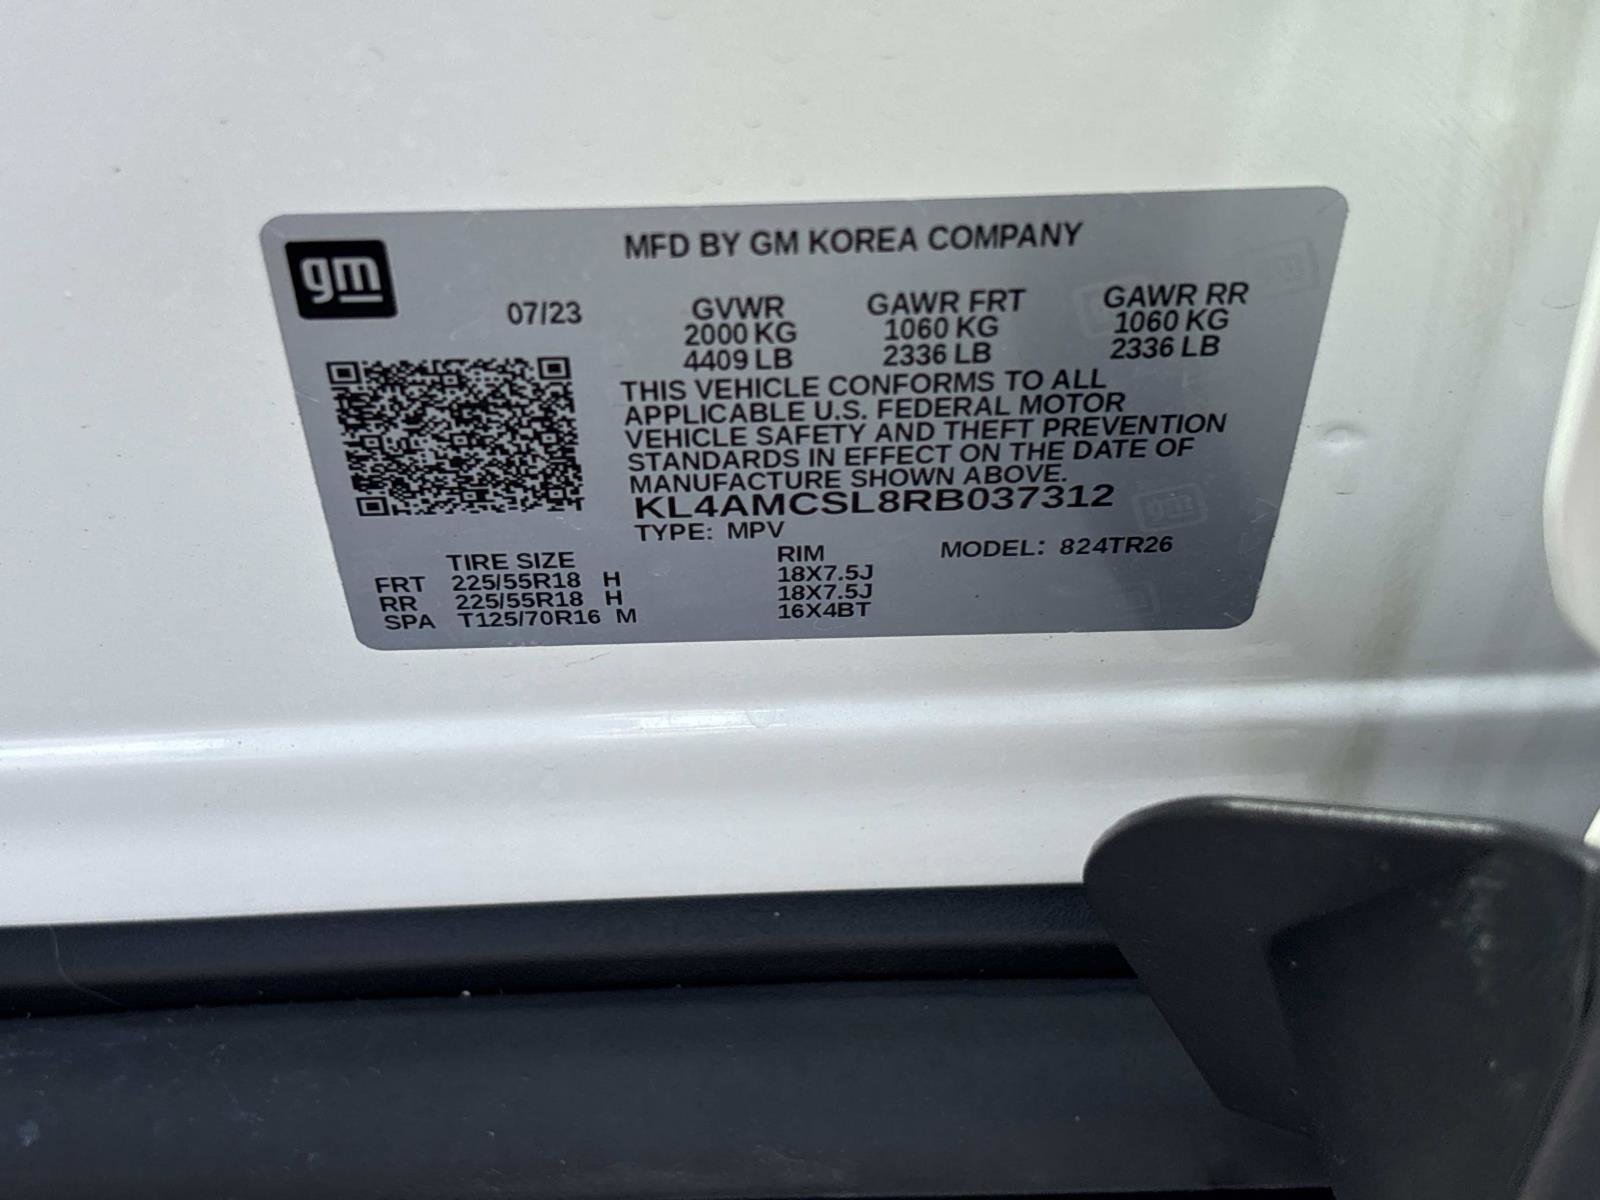 gm
MFD BY GM KOREA COMPANY
07/23
GVWR GAWR FRT GAWR RR
2000 KG 1060 KG 1060 KG
4409 LB 2336 LB 2336 LB
THIS VEHICLE CONFORMS TO ALL
APPLICABLE U.S. FEDERAL MOTOR
VEHICLE SAFETY AND THEFT PREVENTION
STANDARDS IN EFFECT ON THE DATE OF
MANUFACTURE SHOWN ABOVE.
KL4AMCSL8RB037312
TYPE: MPV
MODEL: 824TR26
TIRE SIZE RIM
FRT 225/55R18 H 18X7.5J
RR 225/55R18 H 18X7.5J
SPA T125/70R16 M 16X4BT